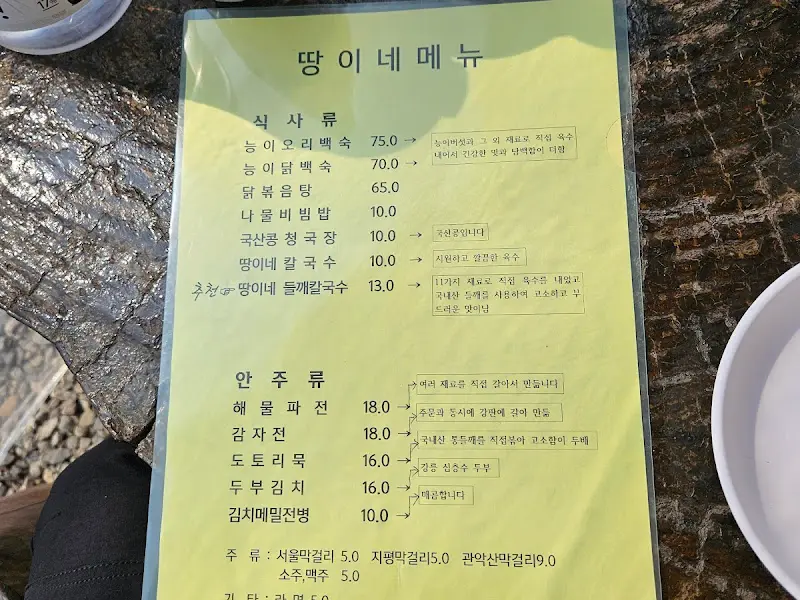 땅이네메뉴
식사류
능이오리백숙 75.0 → 능이버섯과 그 외 재료로 직접 육수
내어서 건강한 맛과 담백함이 더함
능이닭백숙 70.0 →
닭볶음탕 65.0
나물비빔밥 10.0
국산콩 청국장 10.0 → 국산콩입니다
땅이네 칼국수 10.0 → 시원하고 깔끔한 육수
추천☞ 땅이네 들깨칼국수 13.0 → 11가지 재료로 직접 육수를 내었고
국내산 들깨를 사용하여 고소하고 부
드러운 맛이남
안주류
해물파전 18.0 → 여러 재료를 직접 갈아서 만듭니다
감자전 18.0 → 주문과 동시에 강판에 갈아 만듦
도토리묵 16.0 → 국내산 통들깨를 직접볶아 고소함이 두배
두부김치 16.0 → 강릉 심층수 두부
김치메밀전병 10.0 → 매콤합니다
주류 : 서울막걸리 5.0 지평막걸리5.0 관악산막걸리9.0
소주,맥주 5.0
기타 : 라면 5.0